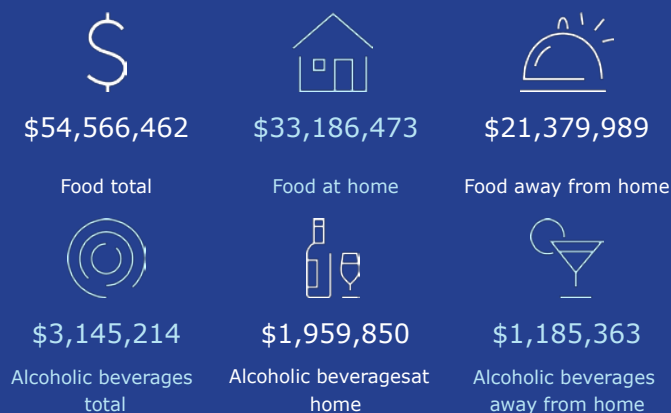 $54,566,462 $33,186,473 $21,379,989
Food total Food at home Food away from home
$3,145,214 $1,959,850 $1,185,363
Alcoholic beverages Alcoholic beveragesat Alcoholic beverages
total home away from home